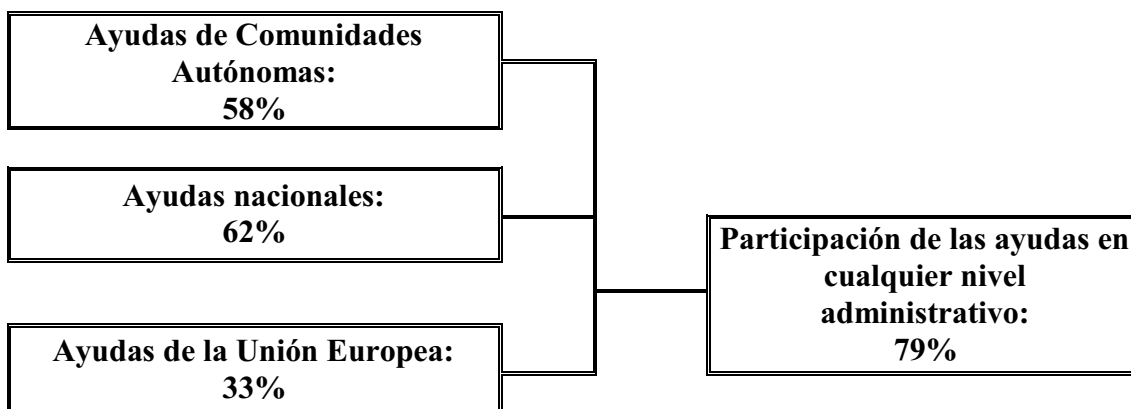 Ayudas de Comunidades
Autónomas:
58%
Ayudas nacionales:
62%
Ayudas de la Unión Europea:
33%
Participación de las ayudas en
cualquier nivel
administrativo:
79%